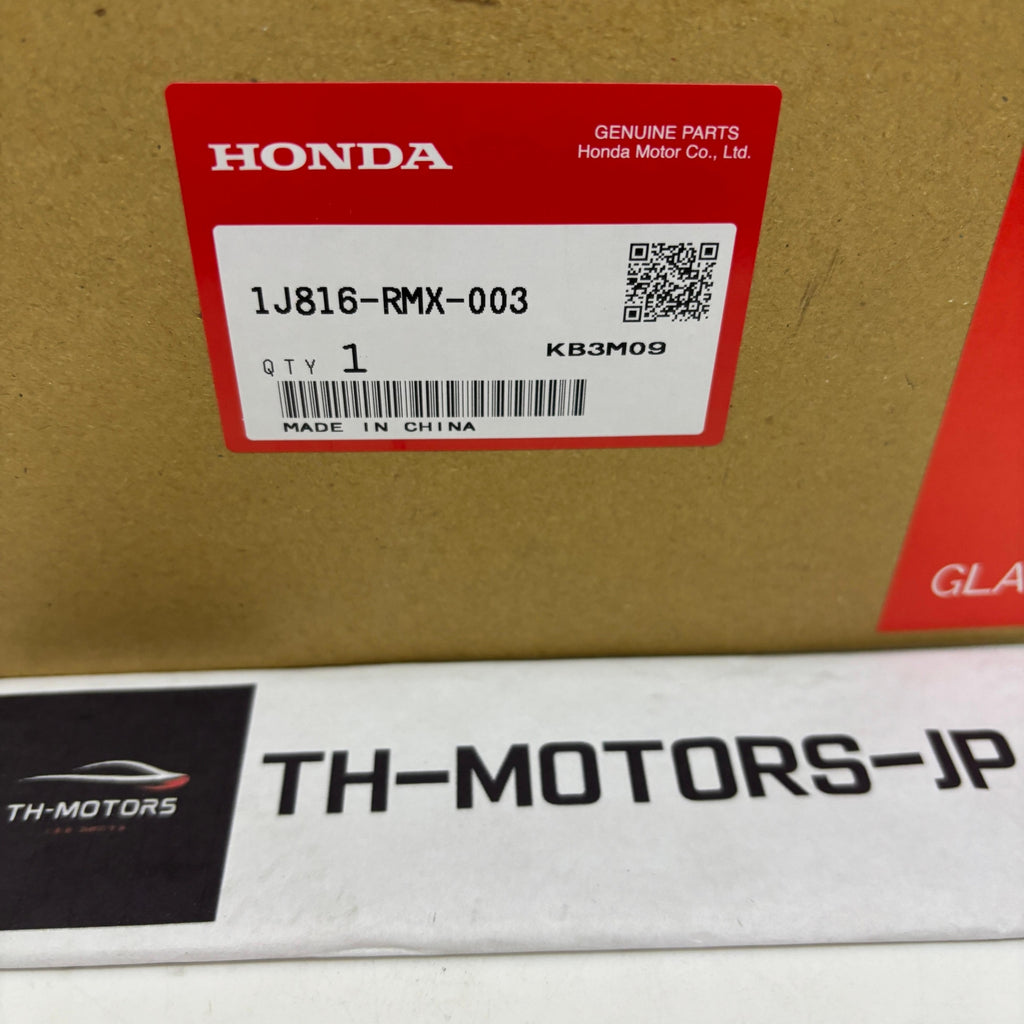 HONDA
GENUINE PARTS
Honda Motor Co., Ltd.
1J816-RMX-003
QTY 1
KB3M09
MADE IN CHINA
GLA
TH-MOTORS-JP
TH-MOTORS